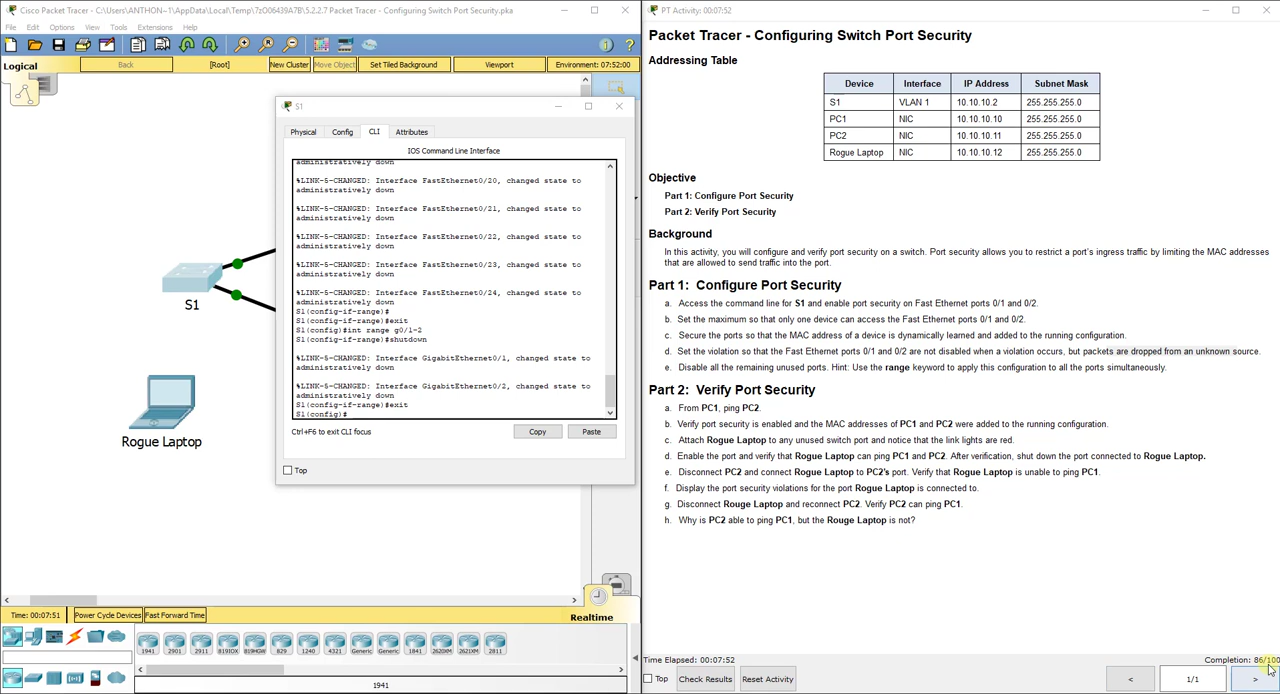 Cisco Packet Tracer - C:\Users\ANTHON~1\AppData\Local\Temp\7zO06439A7B\5.2.2.7 Packet Tracer - Configuring Switch Port Security.pka
File Edit Options View Tools Extensions Help
Logical Back [Root] New Cluster Move Object Set Tiled Background Viewport Environment: 07:52:00
S1
Physical Config CLI Attributes
IOS Command Line Interface
administratively down
%LINK-5-CHANGED: Interface FastEthernet0/20, changed state to
administratively down
%LINK-5-CHANGED: Interface FastEthernet0/21, changed state to
administratively down
%LINK-5-CHANGED: Interface FastEthernet0/22, changed state to
administratively down
%LINK-5-CHANGED: Interface FastEthernet0/23, changed state to
administratively down
%LINK-5-CHANGED: Interface FastEthernet0/24, changed state to
administratively down
S1(config-if-range)#
S1(config-if-range)#exit
S1(config)#int range g0/1-2
S1(config-if-range)#shutdown
%LINK-5-CHANGED: Interface GigabitEthernet0/1, changed state to
administratively down
%LINK-5-CHANGED: Interface GigabitEthernet0/2, changed state to
administratively down
S1(config-if-range)#exit
S1(config)#
Ctrl+F6 to exit CLI focus Copy Paste
Top
S1
Rogue Laptop
Time: 00:07:51 Power Cycle Devices Fast Forward Time Realtime
1941 2901 2911 819IOX 819HGW 829 1240 4321 Generic Generic 1841 2620XM 2621XM 2811
1941
PT Activity: 00:07:52
Packet Tracer - Configuring Switch Port Security
Addressing Table
Device Interface IP Address Subnet Mask
S1 VLAN 1 10.10.10.2 255.255.255.0
PC1 NIC 10.10.10.10 255.255.255.0
PC2 NIC 10.10.10.11 255.255.255.0
Rogue Laptop NIC 10.10.10.12 255.255.255.0
Objective
Part 1: Configure Port Security
Part 2: Verify Port Security
Background
In this activity, you will configure and verify port security on a switch. Port security allows you to restrict a port's ingress traffic by limiting the MAC addresses
that are allowed to send traffic into the port.
Part 1: Configure Port Security
a. Access the command line for S1 and enable port security on Fast Ethernet ports 0/1 and 0/2.
b. Set the maximum so that only one device can access the Fast Ethernet ports 0/1 and 0/2.
c. Secure the ports so that the MAC address of a device is dynamically learned and added to the running configuration.
d. Set the violation so that the Fast Ethernet ports 0/1 and 0/2 are not disabled when a violation occurs, but packets are dropped from an unknown source.
e. Disable all the remaining unused ports. Hint: Use the range keyword to apply this configuration to all the ports simultaneously.
Part 2: Verify Port Security
a. From PC1, ping PC2.
b. Verify port security is enabled and the MAC addresses of PC1 and PC2 were added to the running configuration.
c. Attach Rogue Laptop to any unused switch port and notice that the link lights are red.
d. Enable the port and verify that Rogue Laptop can ping PC1 and PC2. After verification, shut down the port connected to Rogue Laptop.
e. Disconnect PC2 and connect Rogue Laptop to PC2's port. Verify that Rogue Laptop is unable to ping PC1.
f. Display the port security violations for the port Rogue Laptop is connected to.
g. Disconnect Rouge Laptop and reconnect PC2. Verify PC2 can ping PC1.
h. Why is PC2 able to ping PC1, but the Rogue Laptop is not?
Time Elapsed: 00:07:52 Completion: 86/100
Top Check Results Reset Activity < 1/1 >